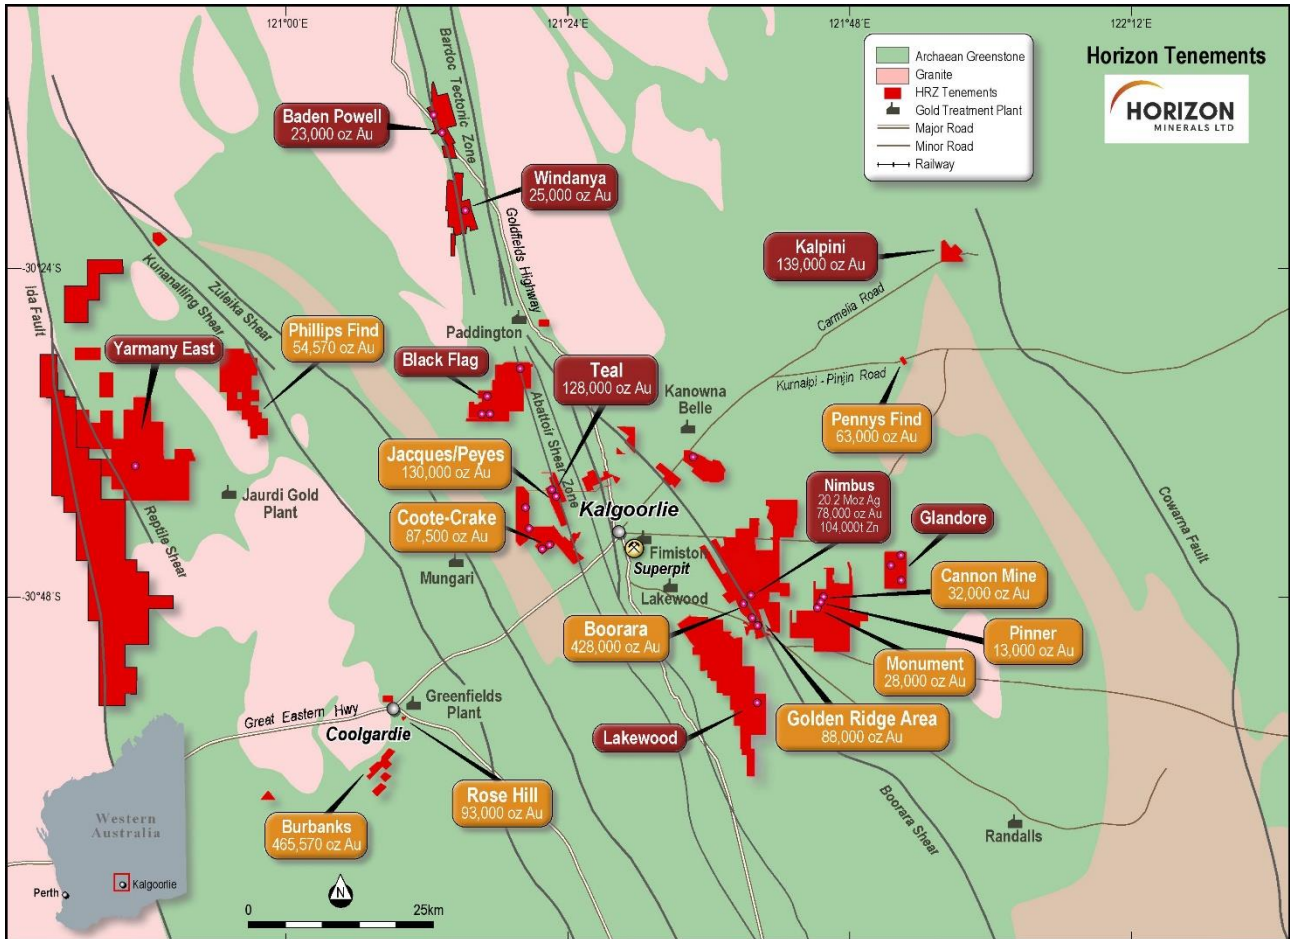 121°00´E
121°24´E
121°48´E
122°12´E
Horizon Tenements
HORIZON
MINERALS LTD
Archaean Greenstone
Granite
HRZ Tenements
Gold Treatment Plant
Major Road
Minor Road
Railway
Bardoc Tectonic Zone
Baden Powell
23,000 oz Au
Windanya
25,000 oz Au
Goldfields Highway
Kalpini
139,000 oz Au
-30°24´S
Ida Fault
Kunanalling Shear
Zuleika Shear
Carmelia Road
Phillips Find
54,570 oz Au
Paddington
Yarmany East
Black Flag
Teal
128,000 oz Au
Kanowna
Belle
Kurnalpi - Pinjin Road
Abattoir Shear Zone
Pennys Find
63,000 oz Au
Jacques/Peyes
130,000 oz Au
Jaurdi Gold
Plant
Reptile Shear
Coote-Crake
87,500 oz Au
Kalgoorlie
Nimbus
20.2 Moz Ag
78,000 oz Au
104,000t Zn
Glandore
Cowarna Fault
Mungari
Fimiston
Superpit
Lakewood
-30°48´S
Cannon Mine
32,000 oz Au
Boorara
428,000 oz Au
Pinner
13,000 oz Au
Monument
28,000 oz Au
Greenfields
Plant
Great Eastern Hwy
Coolgardie
Lakewood
Golden Ridge Area
88,000 oz Au
Rose Hill
93,000 oz Au
Burbanks
465,570 oz Au
Boorara Shear
Randalls
Western
Australia
Perth
Kalgoorlie
N
0
25km